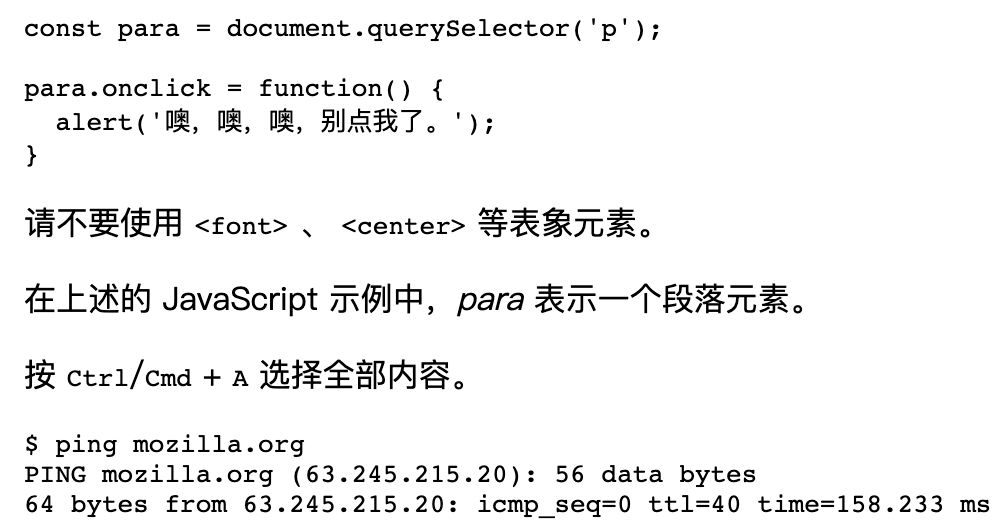 const para = document.querySelector('p');

para.onclick = function() {
  alert('噢，噢，噢，别点我了。');
}

请不要使用 <font> 、 <center> 等表象元素。

在上述的 JavaScript 示例中，para 表示一个段落元素。

按 Ctrl/Cmd + A 选择全部内容。

$ ping mozilla.org
PING mozilla.org (63.245.215.20): 56 data bytes
64 bytes from 63.245.215.20: icmp_seq=0 ttl=40 time=158.233 ms